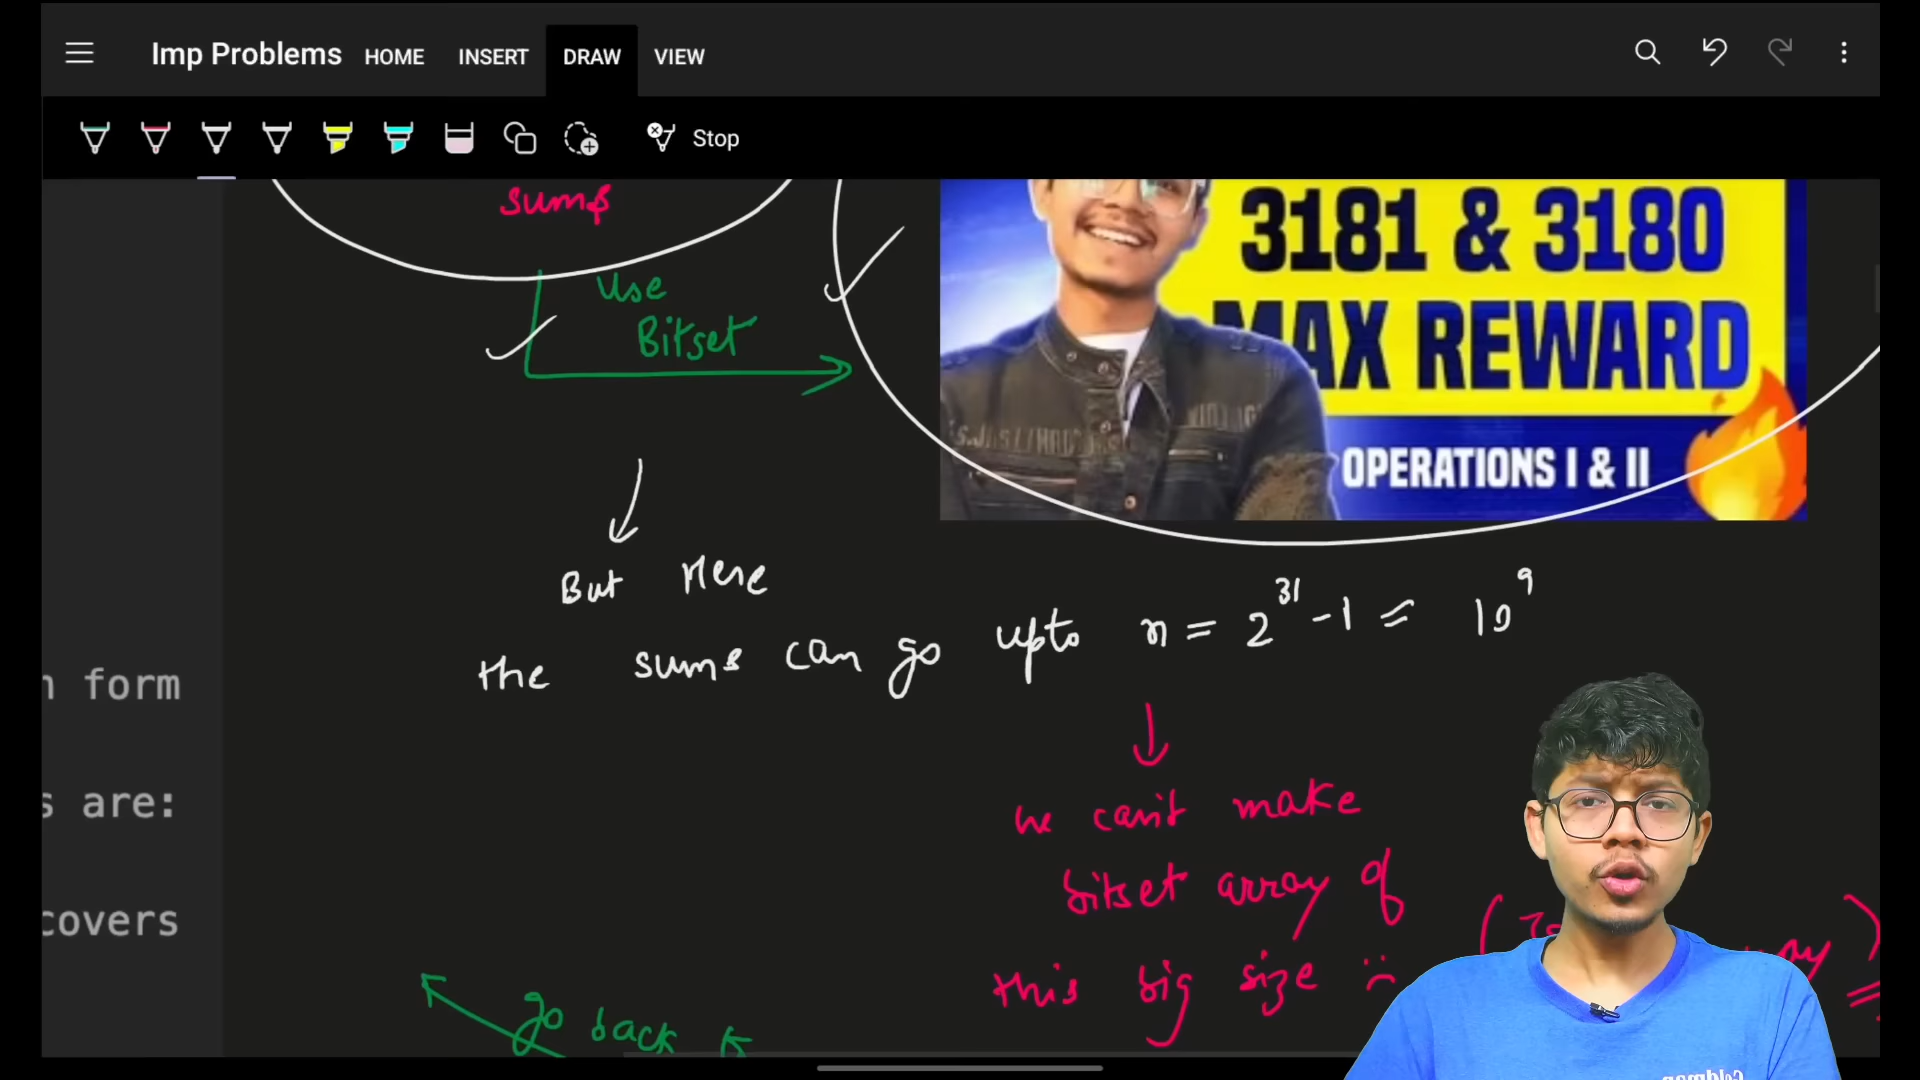 Imp Problems HOME INSERT DRAW VIEW
Stop
sums
Use
Bitset
3181 & 3180
MAX REWARD
OPERATIONS I & II
But Here
the sums can go upto n = 2^31 - 1 ≈ 10^9
n form
s are:
covers
we can't make
bitset array of
this big size :(
go back